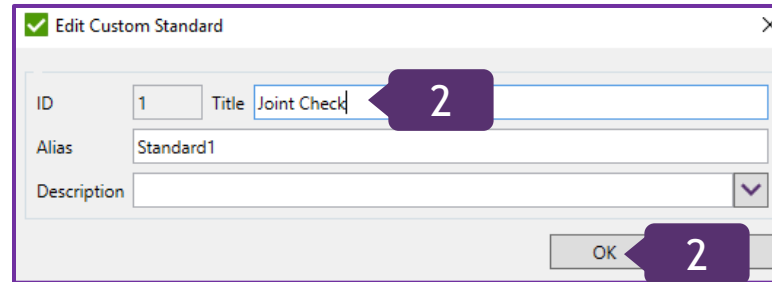 Edit Custom Standard
ID 1 Title Joint Check 2
Alias Standard1
Description
OK 2